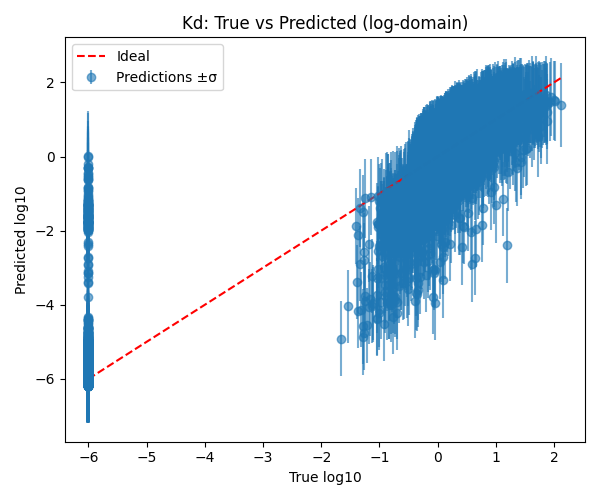 Kd: True vs Predicted (log-domain)
Ideal
Predictions ±σ
Predicted log10
2
0
−2
−4
−6
−6 −5 −4 −3 −2 −1 0 1 2
True log10